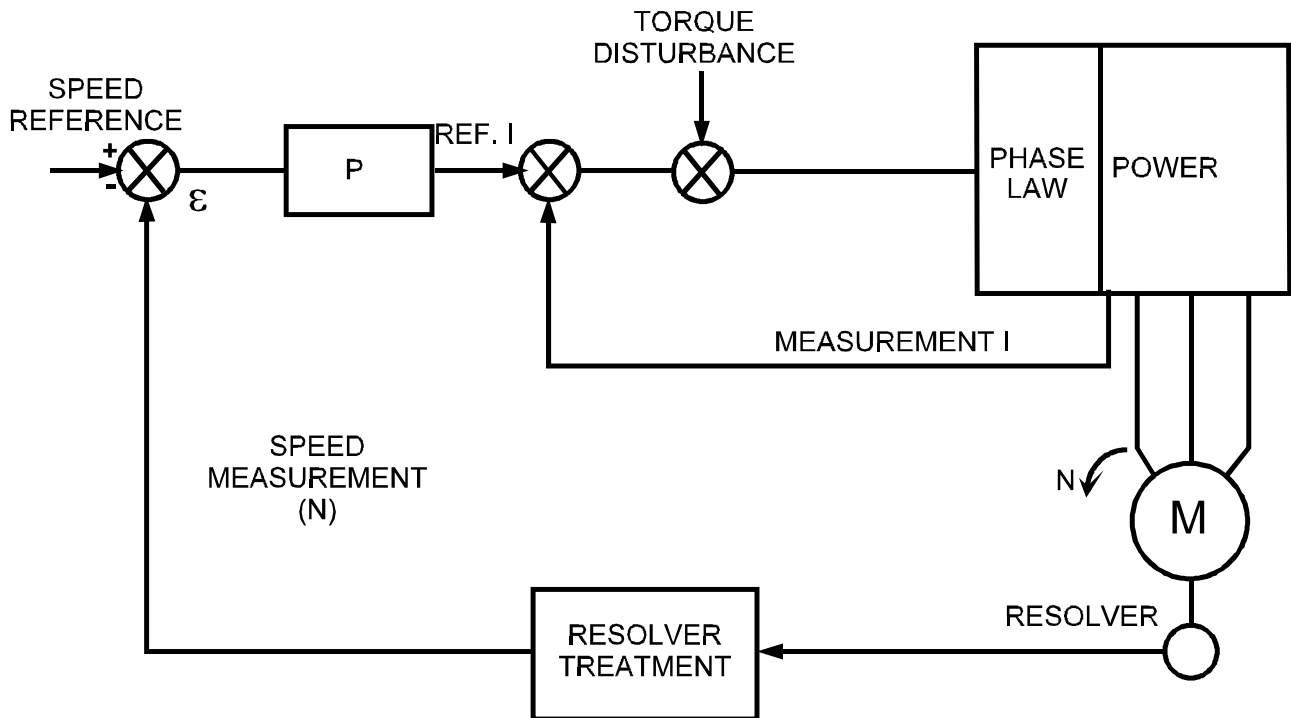 TORQUE
DISTURBANCE
SPEED
REFERENCE
+
-
ε
P
REF. I
PHASE
LAW
POWER
MEASUREMENT I
SPEED
MEASUREMENT
(N)
N
M
RESOLVER
RESOLVER
TREATMENT